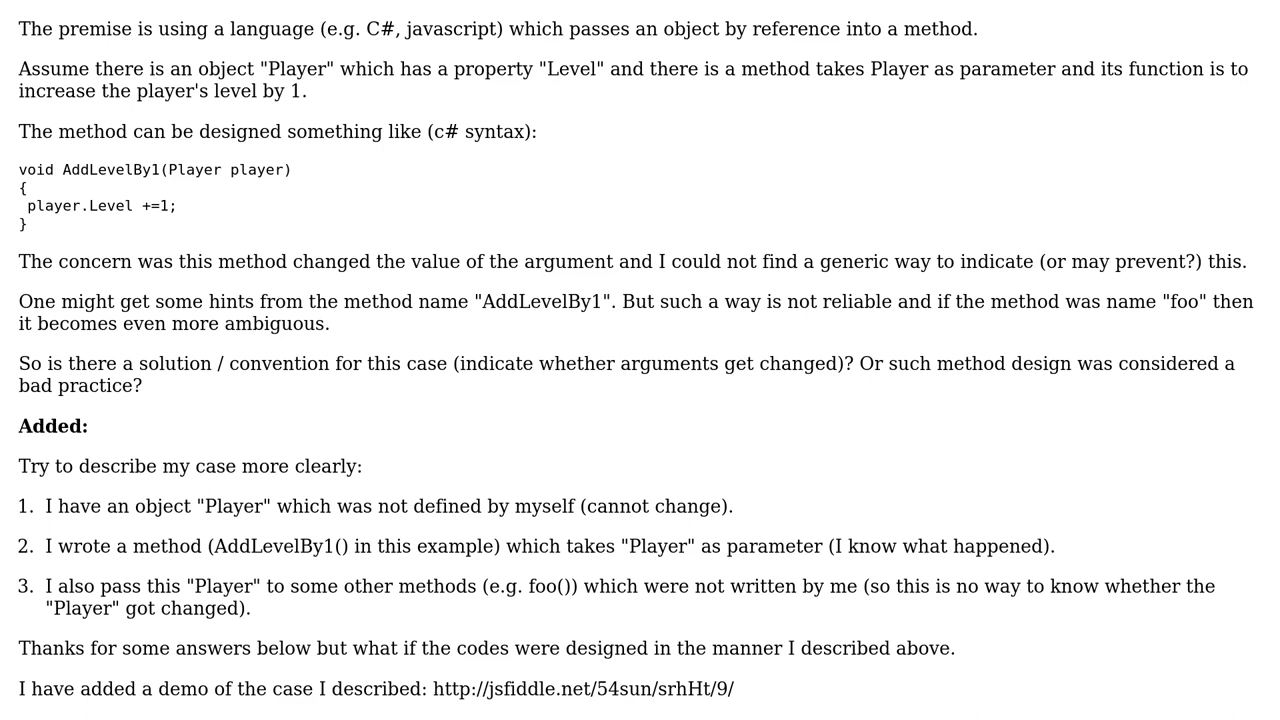 The premise is using a language (e.g. C#, javascript) which passes an object by reference into a method.
Assume there is an object "Player" which has a property "Level" and there is a method takes Player as parameter and its function is to
increase the player's level by 1.
The method can be designed something like (c# syntax):
void AddLevelBy1(Player player)
{
 player.Level +=1;
}
The concern was this method changed the value of the argument and I could not find a generic way to indicate (or may prevent?) this.
One might get some hints from the method name "AddLevelBy1". But such a way is not reliable and if the method was name "foo" then
it becomes even more ambiguous.
So is there a solution / convention for this case (indicate whether arguments get changed)? Or such method design was considered a
bad practice?
Added:
Try to describe my case more clearly:
1. I have an object "Player" which was not defined by myself (cannot change).
2. I wrote a method (AddLevelBy1() in this example) which takes "Player" as parameter (I know what happened).
3. I also pass this "Player" to some other methods (e.g. foo()) which were not written by me (so this is no way to know whether the
"Player" got changed).
Thanks for some answers below but what if the codes were designed in the manner I described above.
I have added a demo of the case I described: http://jsfiddle.net/54sun/srhHt/9/